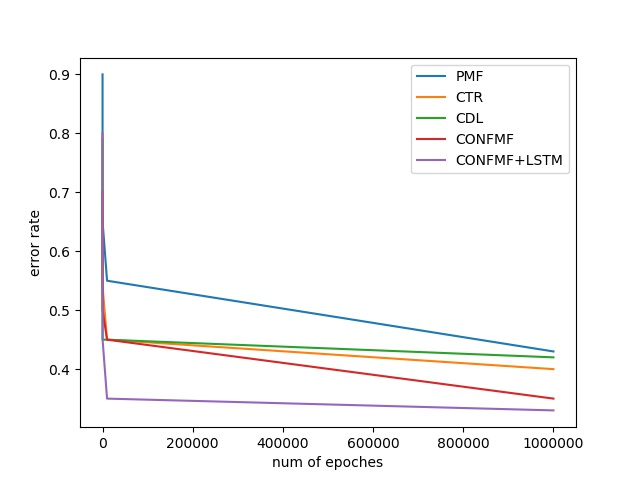 PMF
CTR
CDL
CONFMF
CONFMF+LSTM
error rate
0.9
0.8
0.7
0.6
0.5
0.4
0 200000 400000 600000 800000 1000000
num of epoches